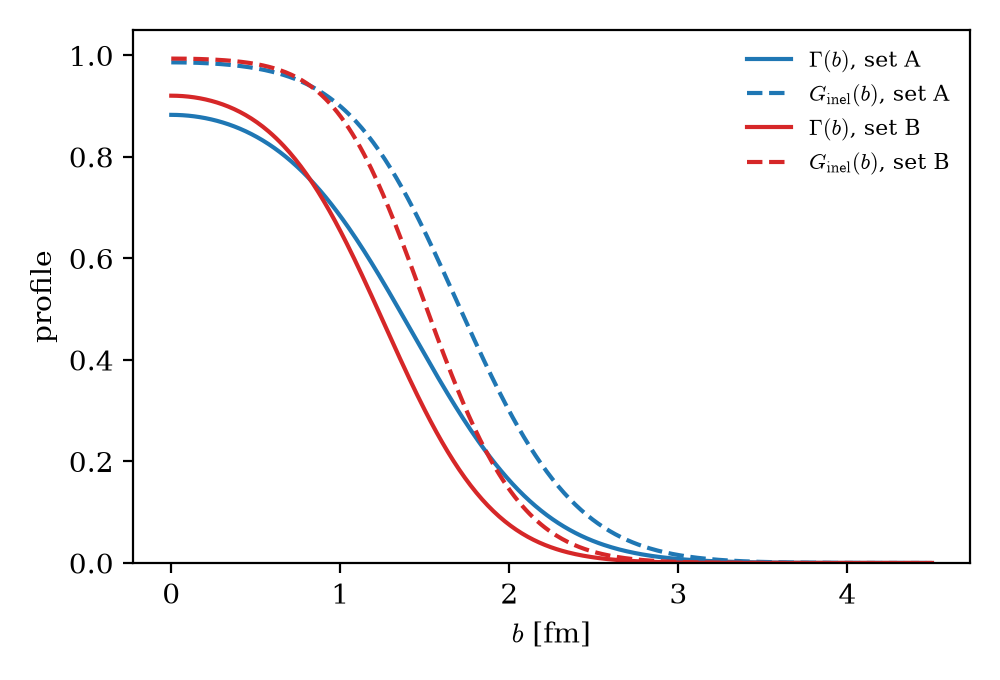 1.0
0.8
0.6
0.4
0.2
0.0
profile
0 1 2 3 4
b [fm]
Γ(b), set A
G_inel(b), set A
Γ(b), set B
G_inel(b), set B